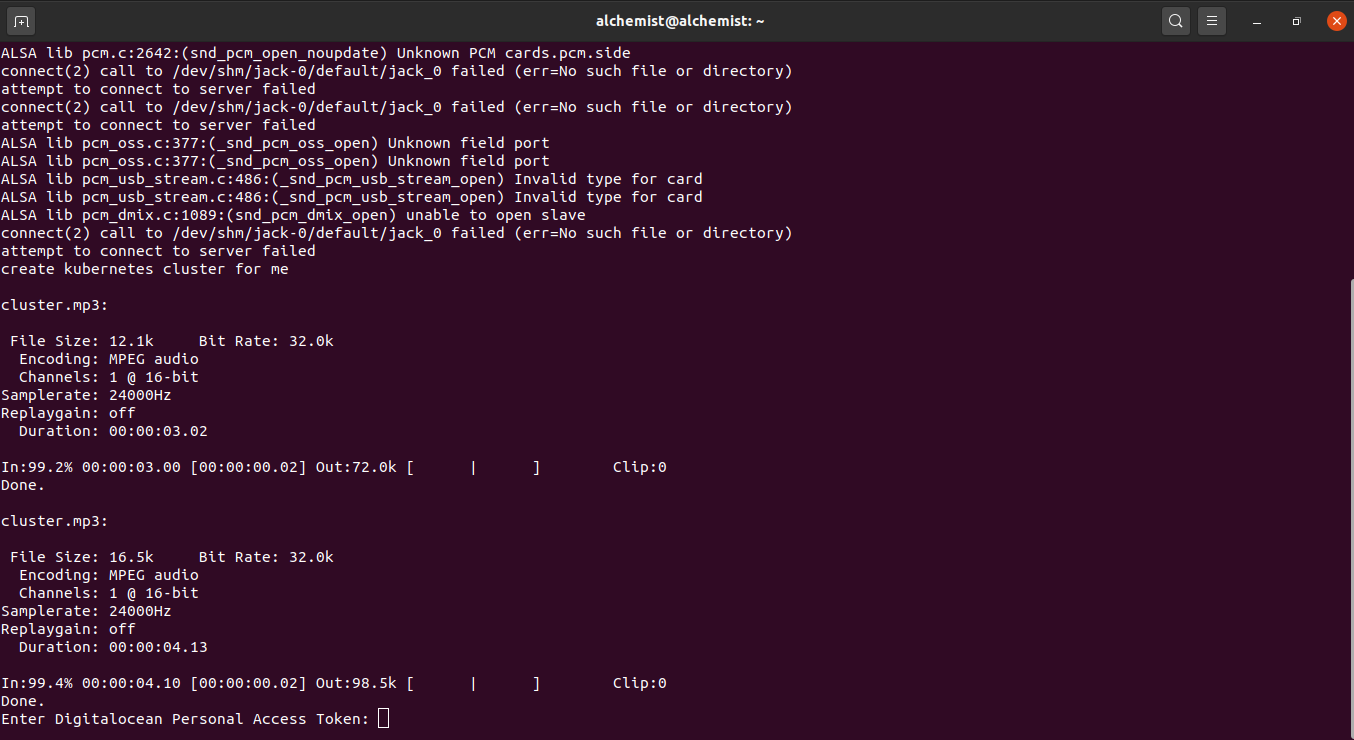 alchemist@alchemist: ~
ALSA lib pcm.c:2642:(snd_pcm_open_noupdate) Unknown PCM cards.pcm.side
connect(2) call to /dev/shm/jack-0/default/jack_0 failed (err=No such file or directory)
attempt to connect to server failed
connect(2) call to /dev/shm/jack-0/default/jack_0 failed (err=No such file or directory)
attempt to connect to server failed
ALSA lib pcm_oss.c:377:(_snd_pcm_oss_open) Unknown field port
ALSA lib pcm_oss.c:377:(_snd_pcm_oss_open) Unknown field port
ALSA lib pcm_usb_stream.c:486:(_snd_pcm_usb_stream_open) Invalid type for card
ALSA lib pcm_usb_stream.c:486:(_snd_pcm_usb_stream_open) Invalid type for card
ALSA lib pcm_dmix.c:1089:(snd_pcm_dmix_open) unable to open slave
connect(2) call to /dev/shm/jack-0/default/jack_0 failed (err=No such file or directory)
attempt to connect to server failed
create kubernetes cluster for me
cluster.mp3:
File Size: 12.1k     Bit Rate: 32.0k
Encoding: MPEG audio
Channels: 1 @ 16-bit
Samplerate: 24000Hz
Replaygain: off
Duration: 00:00:03.02
In:99.2% 00:00:03.00 [00:00:00.02] Out:72.0k [      |      ]        Clip:0
Done.
cluster.mp3:
File Size: 16.5k     Bit Rate: 32.0k
Encoding: MPEG audio
Channels: 1 @ 16-bit
Samplerate: 24000Hz
Replaygain: off
Duration: 00:00:04.13
In:99.4% 00:00:04.10 [00:00:00.02] Out:98.5k [      |      ]        Clip:0
Done.
Enter Digitalocean Personal Access Token: